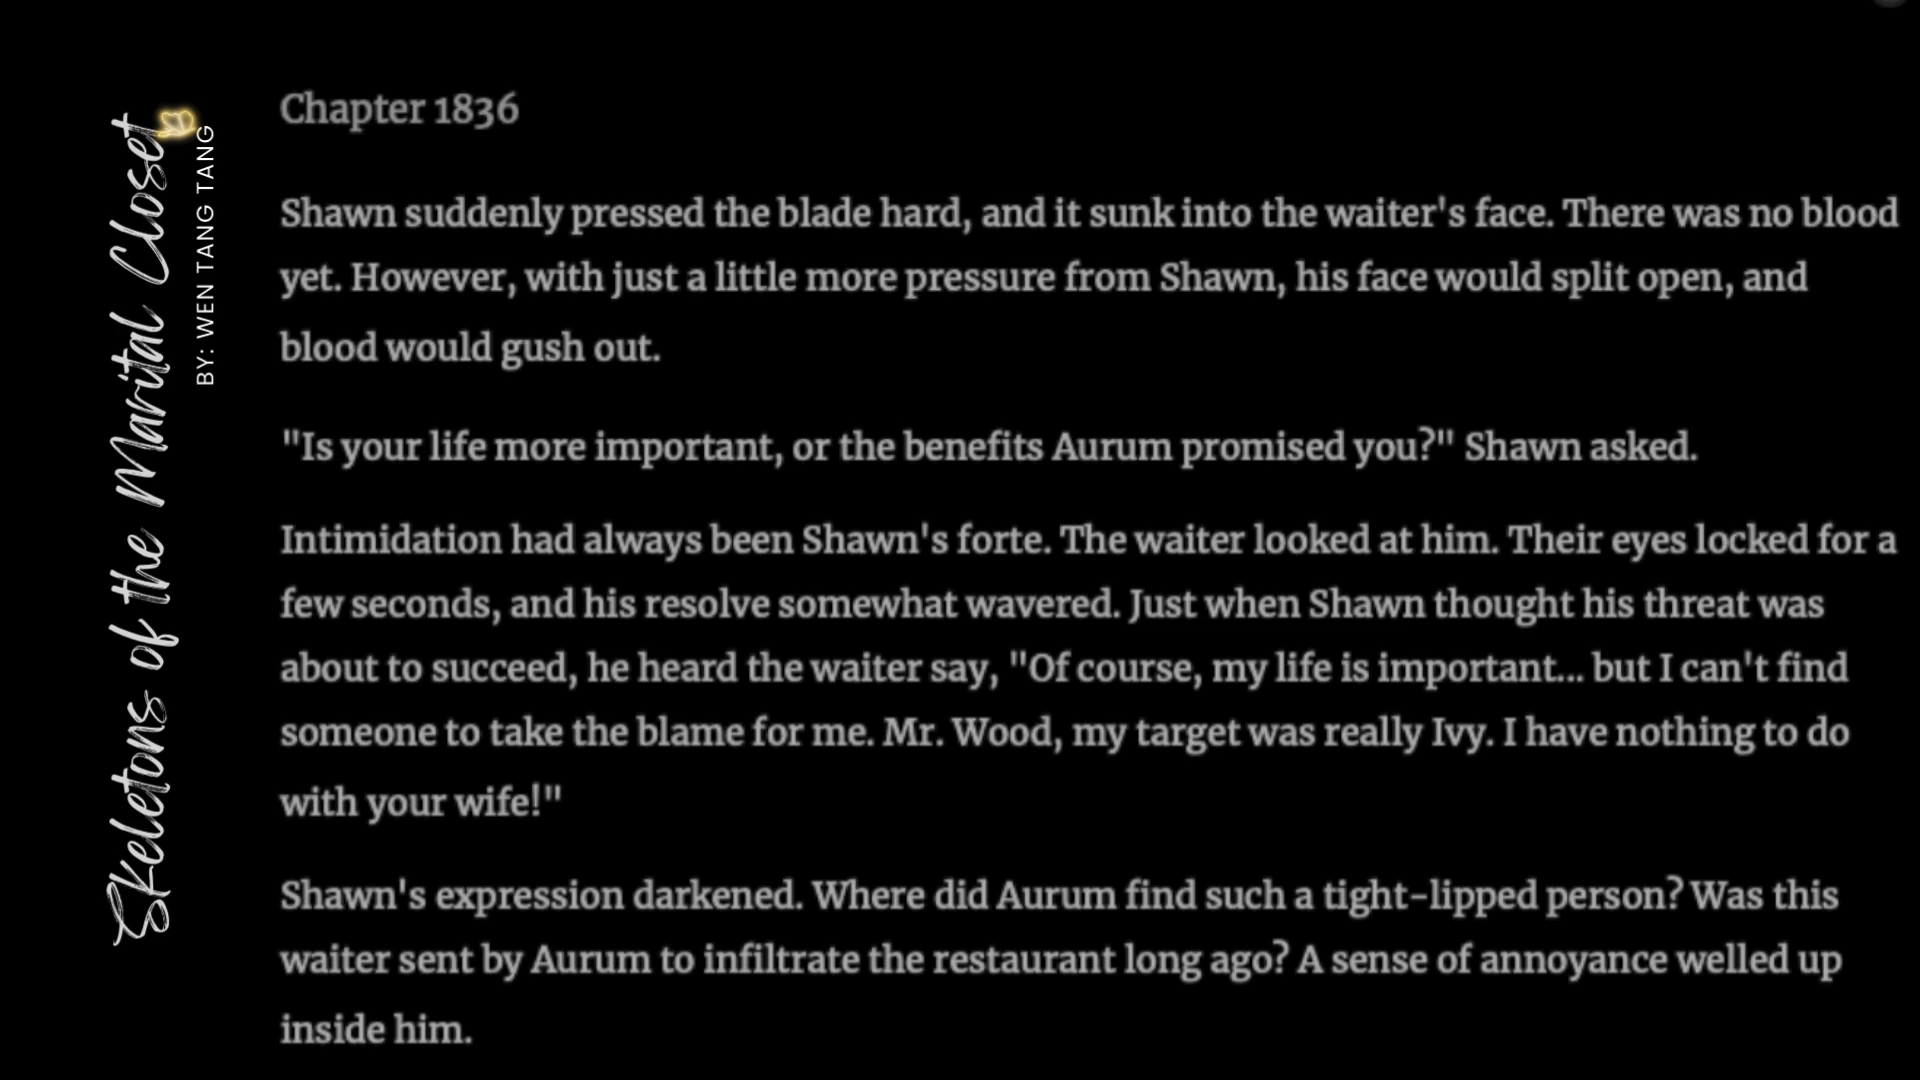 Skeletons of the Marital Closet
BY: WEN TANG TANG
Chapter 1836
Shawn suddenly pressed the blade hard, and it sunk into the waiter's face. There was no blood
yet. However, with just a little more pressure from Shawn, his face would split open, and
blood would gush out.
"Is your life more important, or the benefits Aurum promised you?" Shawn asked.
Intimidation had always been Shawn's forte. The waiter looked at him. Their eyes locked for a
few seconds, and his resolve somewhat wavered. Just when Shawn thought his threat was
about to succeed, he heard the waiter say, "Of course, my life is important... but I can't find
someone to take the blame for me. Mr. Wood, my target was really Ivy. I have nothing to do
with your wife!"
Shawn's expression darkened. Where did Aurum find such a tight-lipped person? Was this
waiter sent by Aurum to infiltrate the restaurant long ago? A sense of annoyance welled up
inside him.